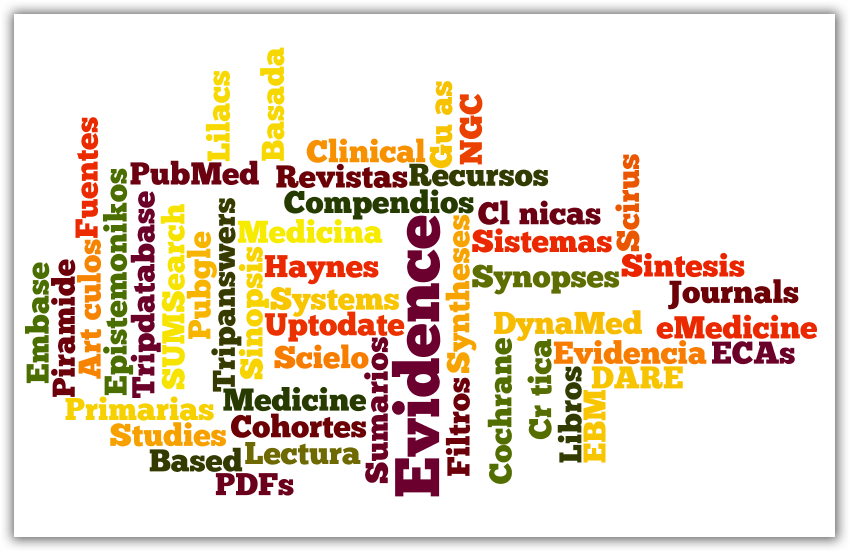 Lilacs
Basada
Gu as
NGC
Fuentes
Clinical
Scirus
PubMed
Revistas
Recursos
Epistemonikos
Compendios
Tripdatabase
Tripanswers
SUMSearch
Cl nicas
Evidence
Syntheses
Medicina
Sistemas
Pubgle
Art culos
Sinopsis
Haynes
Sintesis
Synopses
Embase
Piramide
Journals
Systems
Uptodate
DynaMed
eMedicine
Scielo
Sumarios
Cochrane
Cr tica
Evidencia
ECAs
Libros
DARE
EBM
Filtros
Primarias
Medicine
Studies
Cohortes
Based
Lectura
PDFs